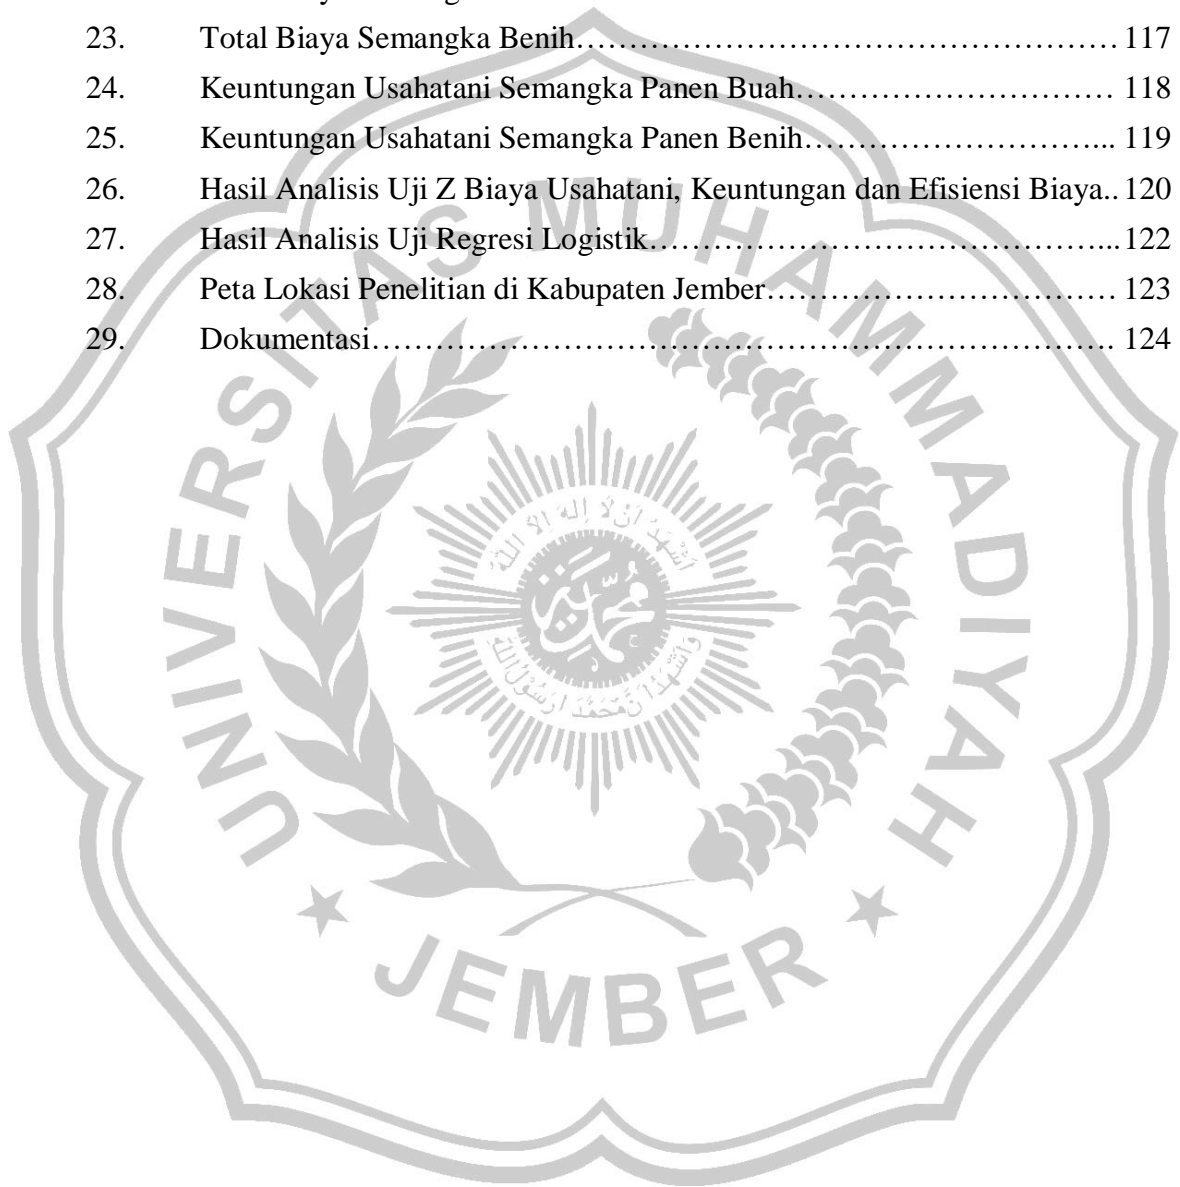 23. Total Biaya Semangka Benih…………………………………………… 117
24. Keuntungan Usahatani Semangka Panen Buah………………………… 118
25. Keuntungan Usahatani Semangka Panen Benih………………………... 119
26. Hasil Analisis Uji Z Biaya Usahatani, Keuntungan dan Efisiensi Biaya.. 120
27. Hasil Analisis Uji Regresi Logistik……………………………………... 122
28. Peta Lokasi Penelitian di Kabupaten Jember…………………………… 123
29. Dokumentasi……………………………………………………………. 124
UNIVERSITAS MUHAMMADIYAH
JEMBER